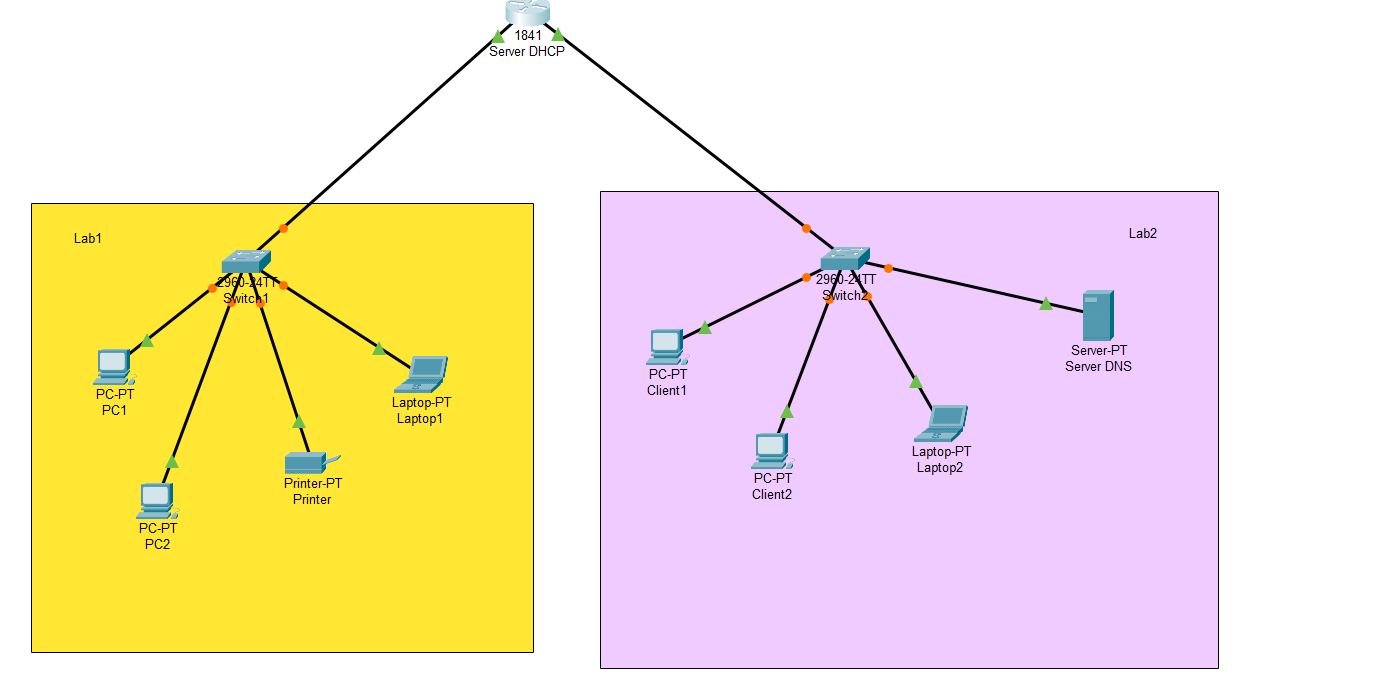 1841
Server DHCP
Lab1
Lab2
2960-24TT
Switch1
2960-24TT
Switch2
PC-PT
PC1
Laptop-PT
Laptop1
PC-PT
PC2
Printer-PT
Printer
PC-PT
Client1
PC-PT
Client2
Laptop-PT
Laptop2
Server-PT
Server DNS